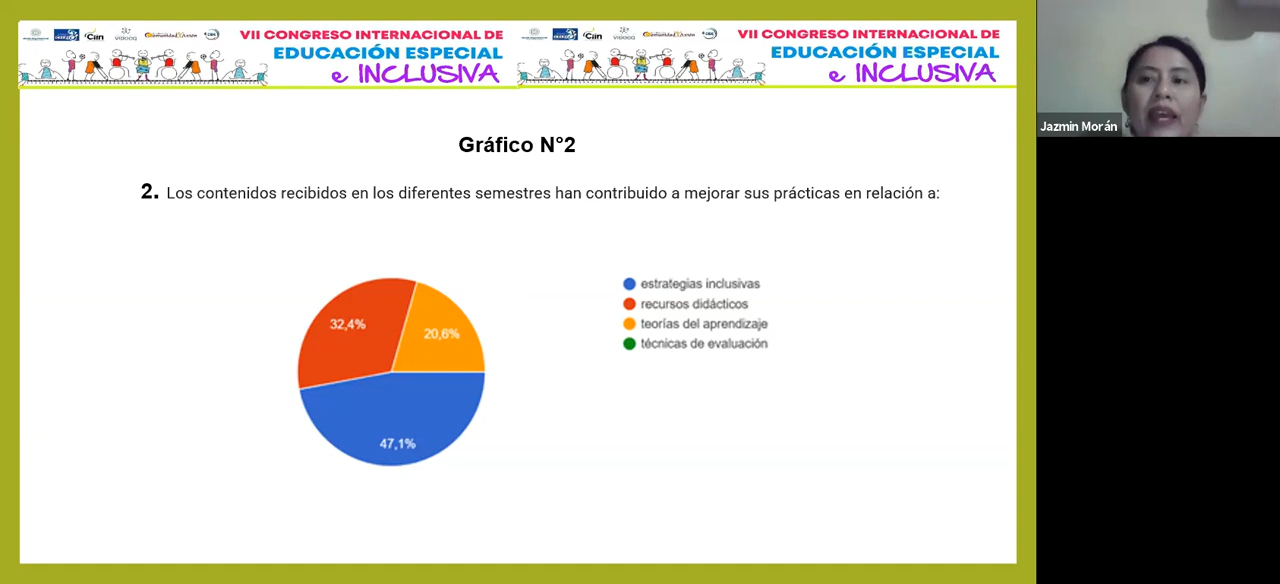 VII CONGRESO INTERNACIONAL DE
EDUCACIÓN ESPECIAL
e INCLUSIVA
Ciin
VII CONGRESO INTERNACIONAL DE
EDUCACIÓN ESPECIAL
e INCLUSIVA
Ciin
Jazmin Morán
Gráfico N°2
2. Los contenidos recibidos en los diferentes semestres han contribuido a mejorar sus prácticas en relación a:
32,4%
20,6%
47,1%
estrategias inclusivas
recursos didácticos
teorías del aprendizaje
técnicas de evaluación